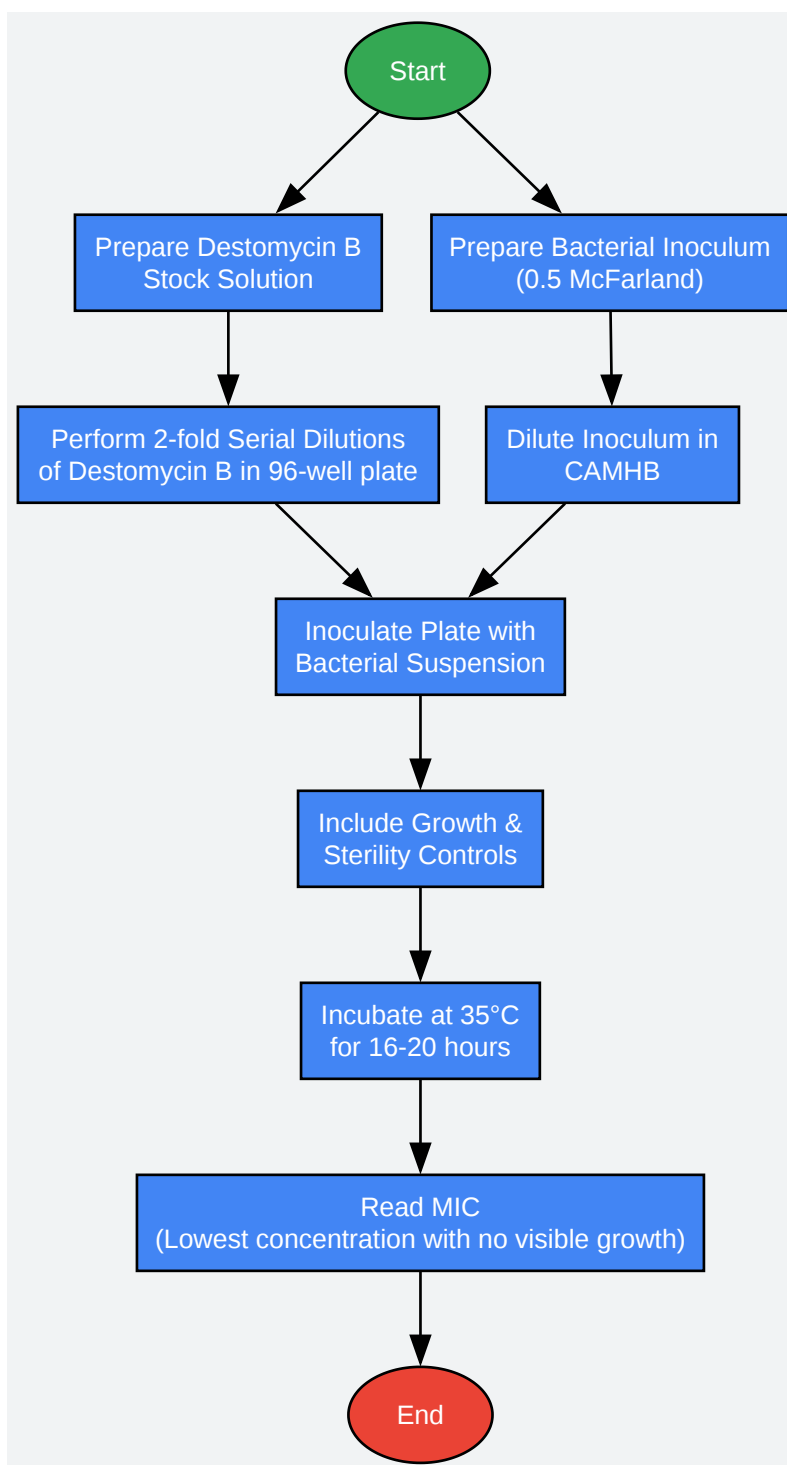 Start
Prepare Destomycin B
Stock Solution
Prepare Bacterial Inoculum
(0.5 McFarland)
Perform 2-fold Serial Dilutions
of Destomycin B in 96-well plate
Dilute Inoculum in
CAMHB
Inoculate Plate with
Bacterial Suspension
Include Growth &
Sterility Controls
Incubate at 35°C
for 16-20 hours
Read MIC
(Lowest concentration with no visible growth)
End